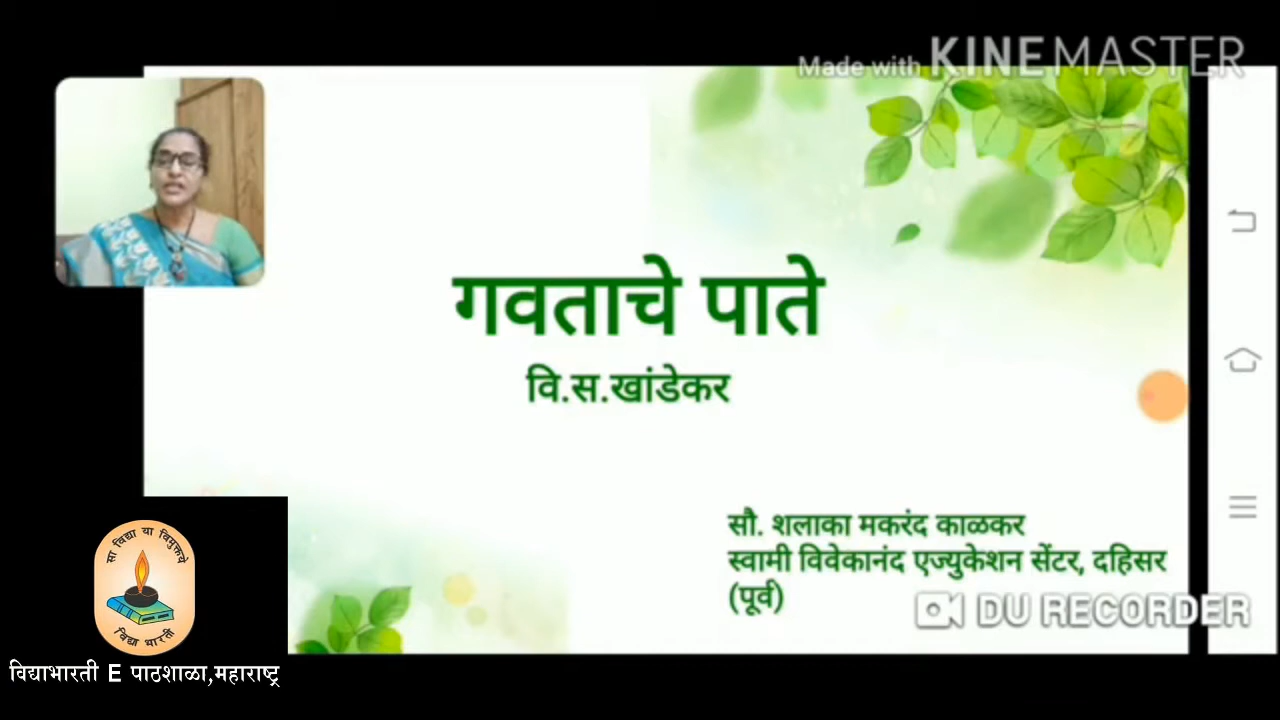 Made with KINEMASTER
गवताचे पाते
वि.स.खांडेकर
सौ. शलाका मकरंद काळकर
स्वामी विवेकानंद एज्युकेशन सेंटर, दहिसर
(पूर्व)
DU RECORDER
सा विद्या या विमुक्तये
विद्या भारती
विद्याभारती E पाठशाळा,महाराष्ट्र